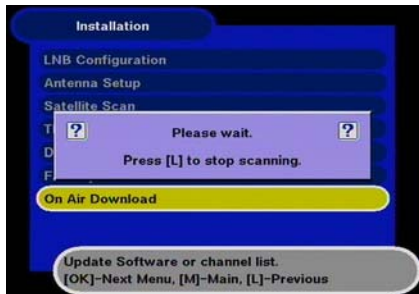 Installation
LNB Configuration
Antenna Setup
Satellite Scan
T
? Please wait. ?
D
Press [L] to stop scanning.
F
On Air Download
Update Software or channel list.
[OK]-Next Menu, [M]-Main, [L]-Previous